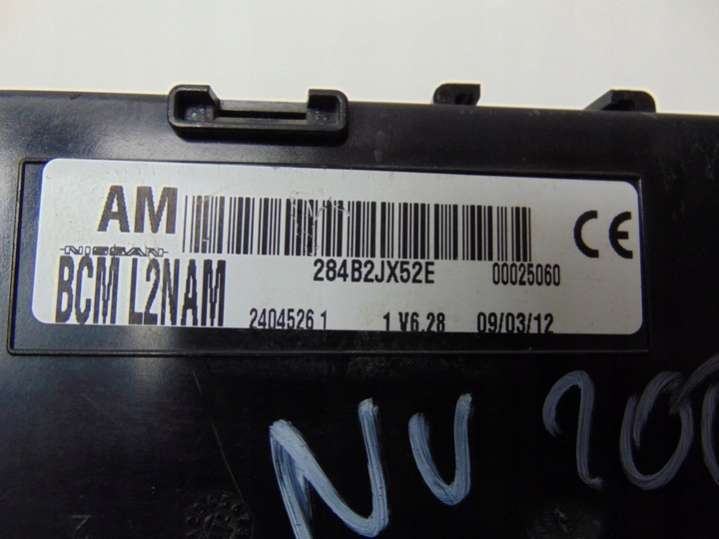 AM
NISSAN
BCM L2NAM
284B2JX52E 00025060
2404526 1 1 V6.28 09/03/12
CE
NV 200